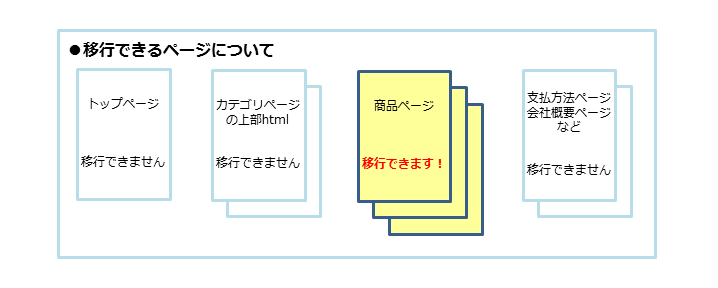 ●移行できるページについて
トップページ
移行できません
カテゴリページ
の上部html
移行できません
商品ページ
移行できます！
支払方法ページ
会社概要ページ
など
移行できません